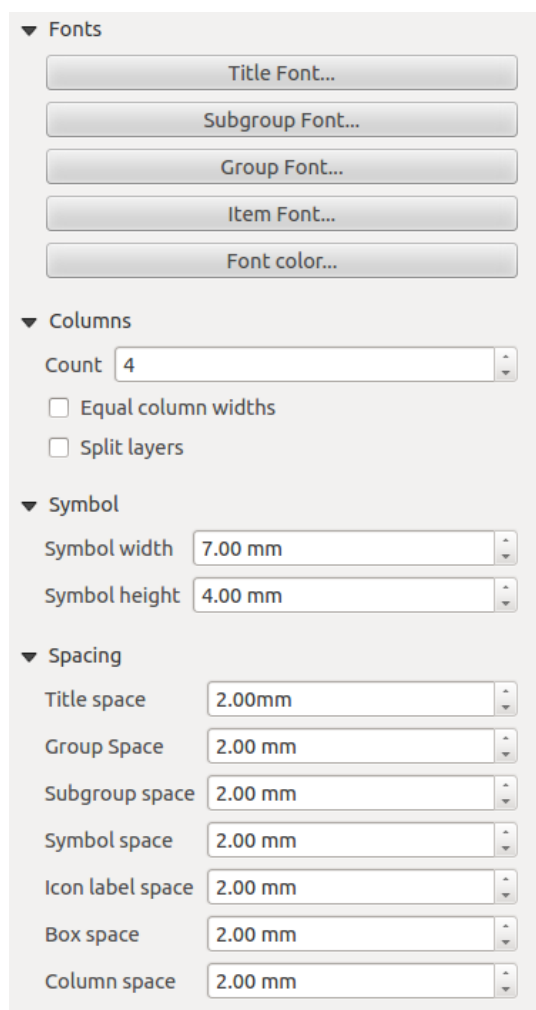 Fonts
Title Font...
Subgroup Font...
Group Font...
Item Font...
Font color...
Columns
Count 4
Equal column widths
Split layers
Symbol
Symbol width 7.00 mm
Symbol height 4.00 mm
Spacing
Title space 2.00mm
Group Space 2.00 mm
Subgroup space 2.00 mm
Symbol space 2.00 mm
Icon label space 2.00 mm
Box space 2.00 mm
Column space 2.00 mm